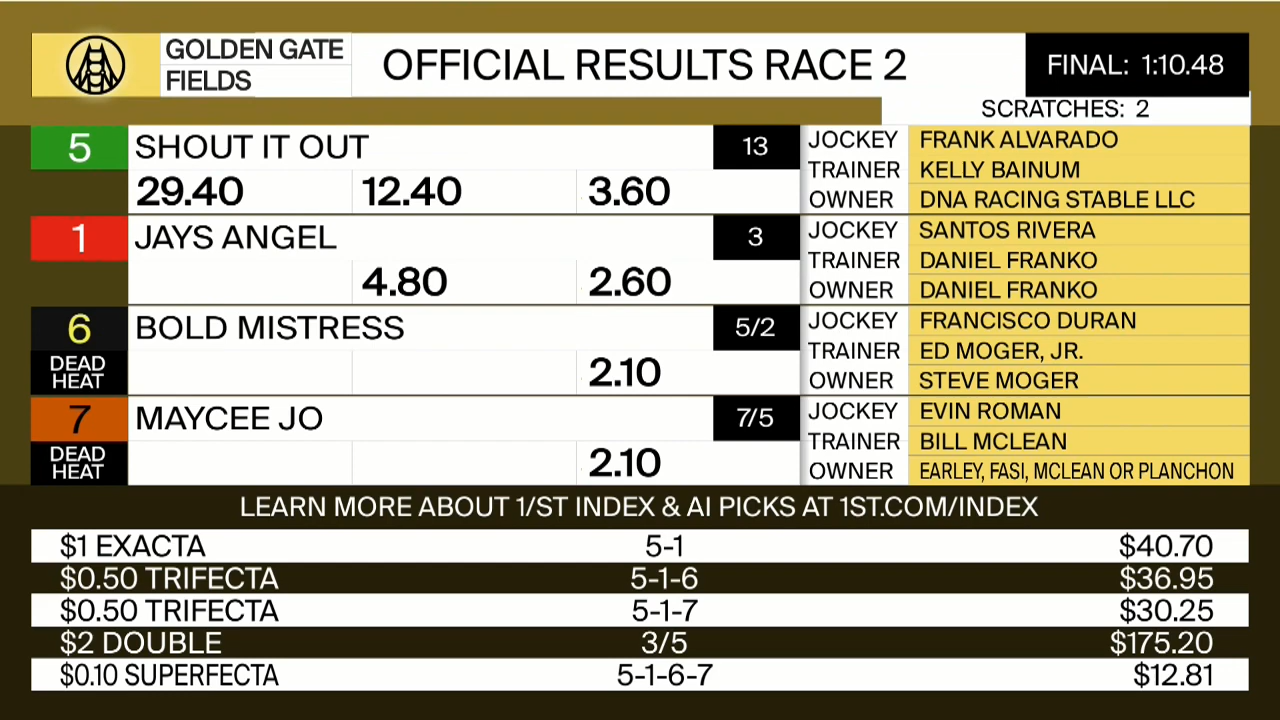 GOLDEN GATE
FIELDS
OFFICIAL RESULTS RACE 2
FINAL: 1:10.48
SCRATCHES: 2
5 SHOUT IT OUT 13
29.40 12.40 3.60
JOCKEY FRANK ALVARADO
TRAINER KELLY BAINUM
OWNER DNA RACING STABLE LLC
1 JAYS ANGEL 3
4.80 2.60
JOCKEY SANTOS RIVERA
TRAINER DANIEL FRANKO
OWNER DANIEL FRANKO
6 BOLD MISTRESS 5/2
DEAD
HEAT
2.10
JOCKEY FRANCISCO DURAN
TRAINER ED MOGER, JR.
OWNER STEVE MOGER
7 MAYCEE JO 7/5
DEAD
HEAT
2.10
JOCKEY EVIN ROMAN
TRAINER BILL MCLEAN
OWNER EARLEY, FASI, MCLEAN OR PLANCHON
LEARN MORE ABOUT 1/ST INDEX & AI PICKS AT 1ST.COM/INDEX
$1 EXACTA 5-1 $40.70
$0.50 TRIFECTA 5-1-6 $36.95
$0.50 TRIFECTA 5-1-7 $30.25
$2 DOUBLE 3/5 $175.20
$0.10 SUPERFECTA 5-1-6-7 $12.81